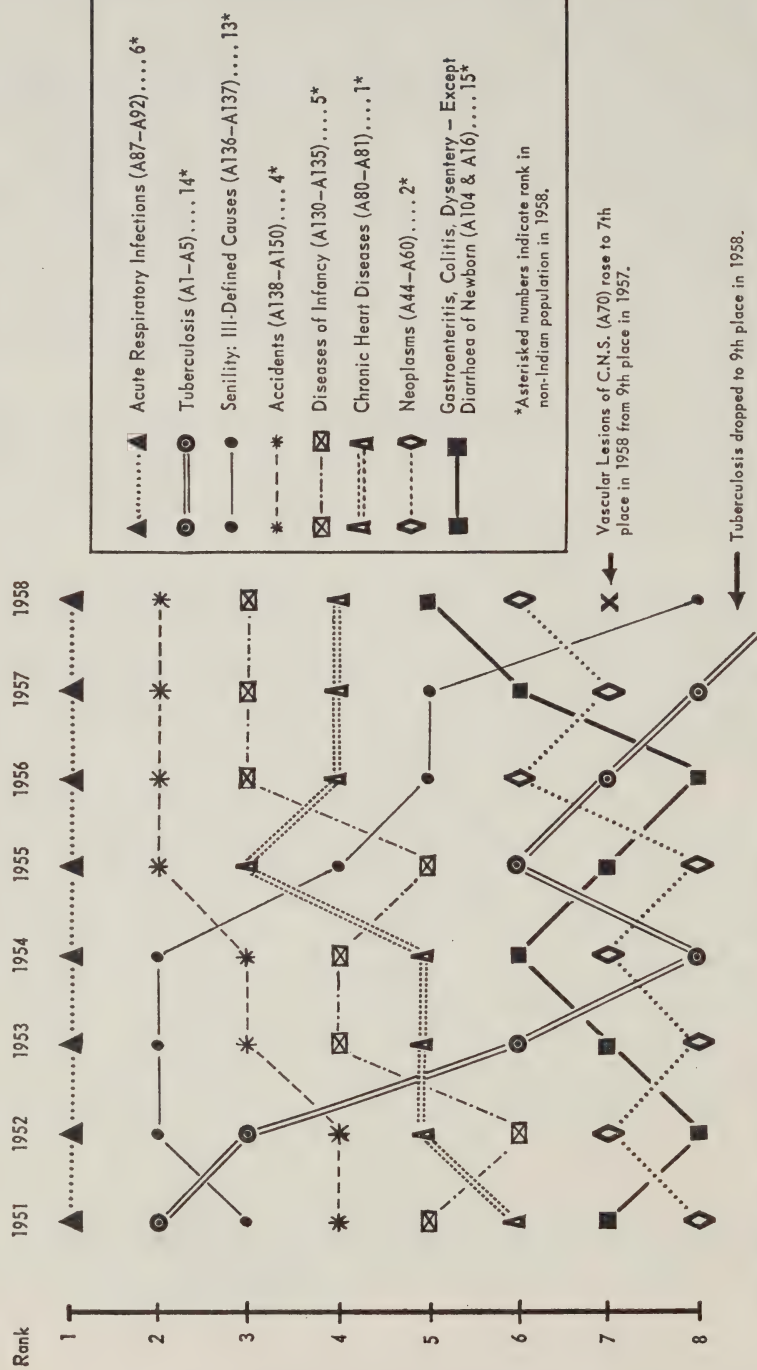 Rank
1951 1952 1953 1954 1955 1956 1957 1958
1
2
3
4
5
6
7
8
Acute Respiratory Infections (A87–A92).... 6*
Tuberculosis (A1–A5).... 14*
Senility: Ill-Defined Causes (A136–A137).... 13*
Accidents (A138–A150).... 4*
Diseases of Infancy (A130–A135).... 5*
Chronic Heart Diseases (A80–A81).... 1*
Neoplasms (A44–A60).... 2*
Gastroenteritis, Colitis, Dysentery – Except
Diarrhoea of Newborn (A104 & A16).... 15*
*Asterisked numbers indicate rank in
non-Indian population in 1958.
X ← Vascular Lesions of C.N.S. (A70) rose to 7th
place in 1958 from 9th place in 1957.
← Tuberculosis dropped to 9th place in 1958.